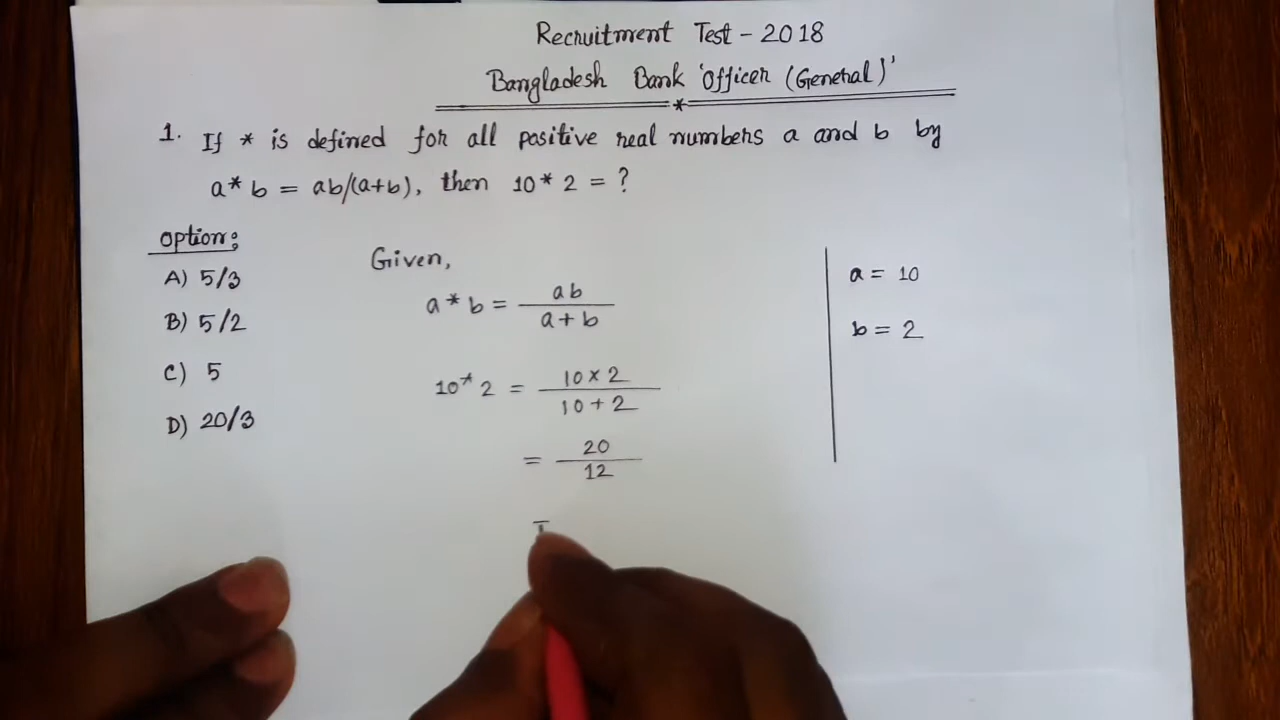 Recruitment Test - 2018
Bangladesh Bank 'Officer (General)'
*
1. If * is defined for all positive real numbers a and b by
a * b = ab/(a+b), then 10 * 2 = ?
Option:
A) 5/3
B) 5/2
C) 5
D) 20/3
Given,
a * b = ab / a + b
10 * 2 = 10 × 2 / 10 + 2
= 20 / 12
a = 10
b = 2